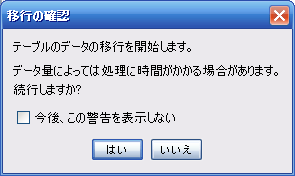 移行の確認
テーブルのデータの移行を開始します。
データ量によっては処理に時間がかかる場合があります。
続行しますか?
今後、この警告を表示しない
はい
いいえ